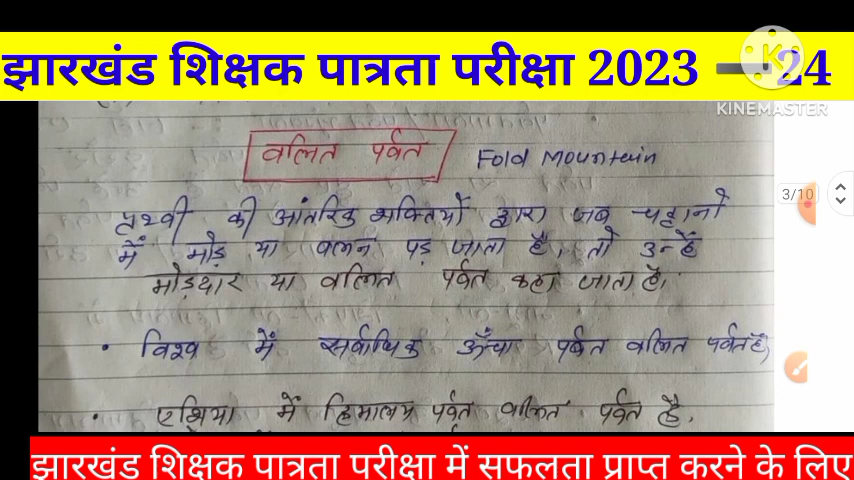 झारखंड शिक्षक पात्रता परीक्षा 2023 — 24
KINEMASTER
वलित पर्वत Fold Mountain
3/10
पृथ्वी की आंतरिक शक्तियों द्वारा जब चट्टानो
में मोड़ या वलन पड़ जाता है, तो उन्हें
मोड़दार या वलित पर्वत कहा जाता है,
• विश्व में सर्वाधिक ऊँचा पर्वत वलित पर्वत है,
• एशिया में हिमालय पर्वत वलित पर्वत है,
झारखंड शिक्षक पात्रता परीक्षा में सफलता प्राप्त करने के लिए